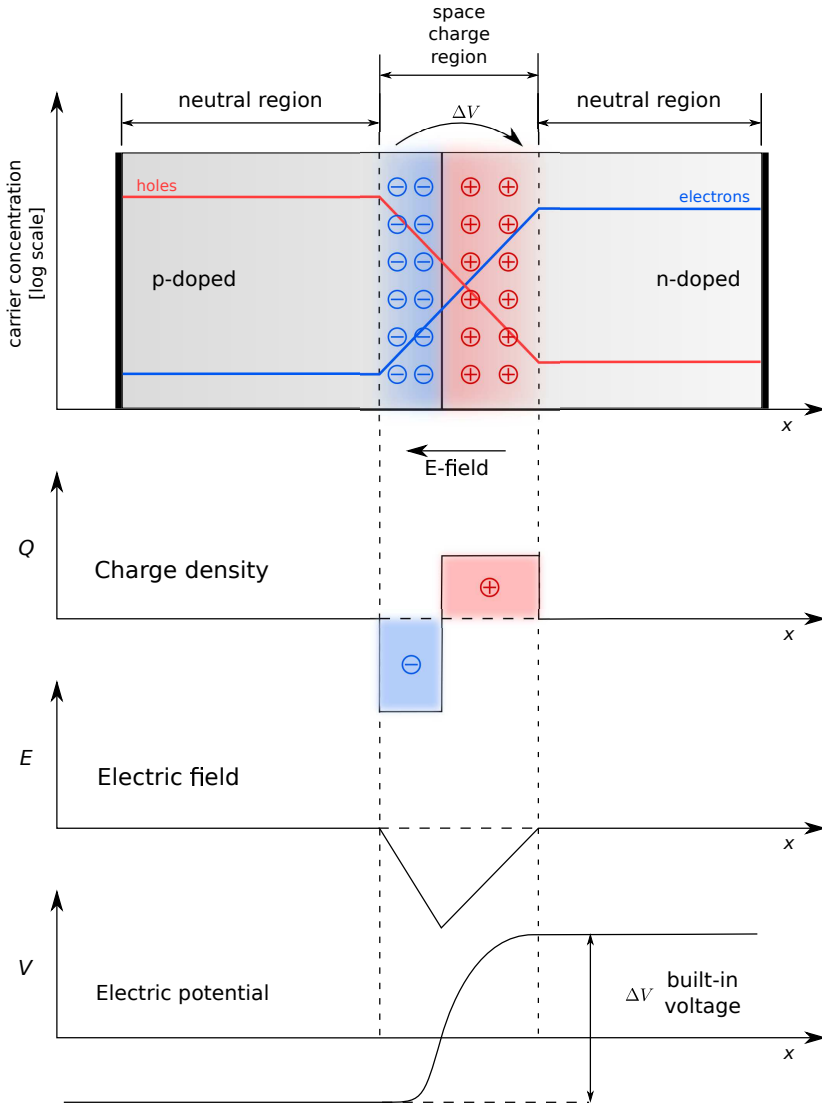 space
charge
region
neutral region
neutral region
ΔV
carrier concentration
[log scale]
holes
electrons
p-doped
n-doped
x
E-field
Q
Charge density
x
E
Electric field
x
V
Electric potential
ΔV
built-in
voltage
x